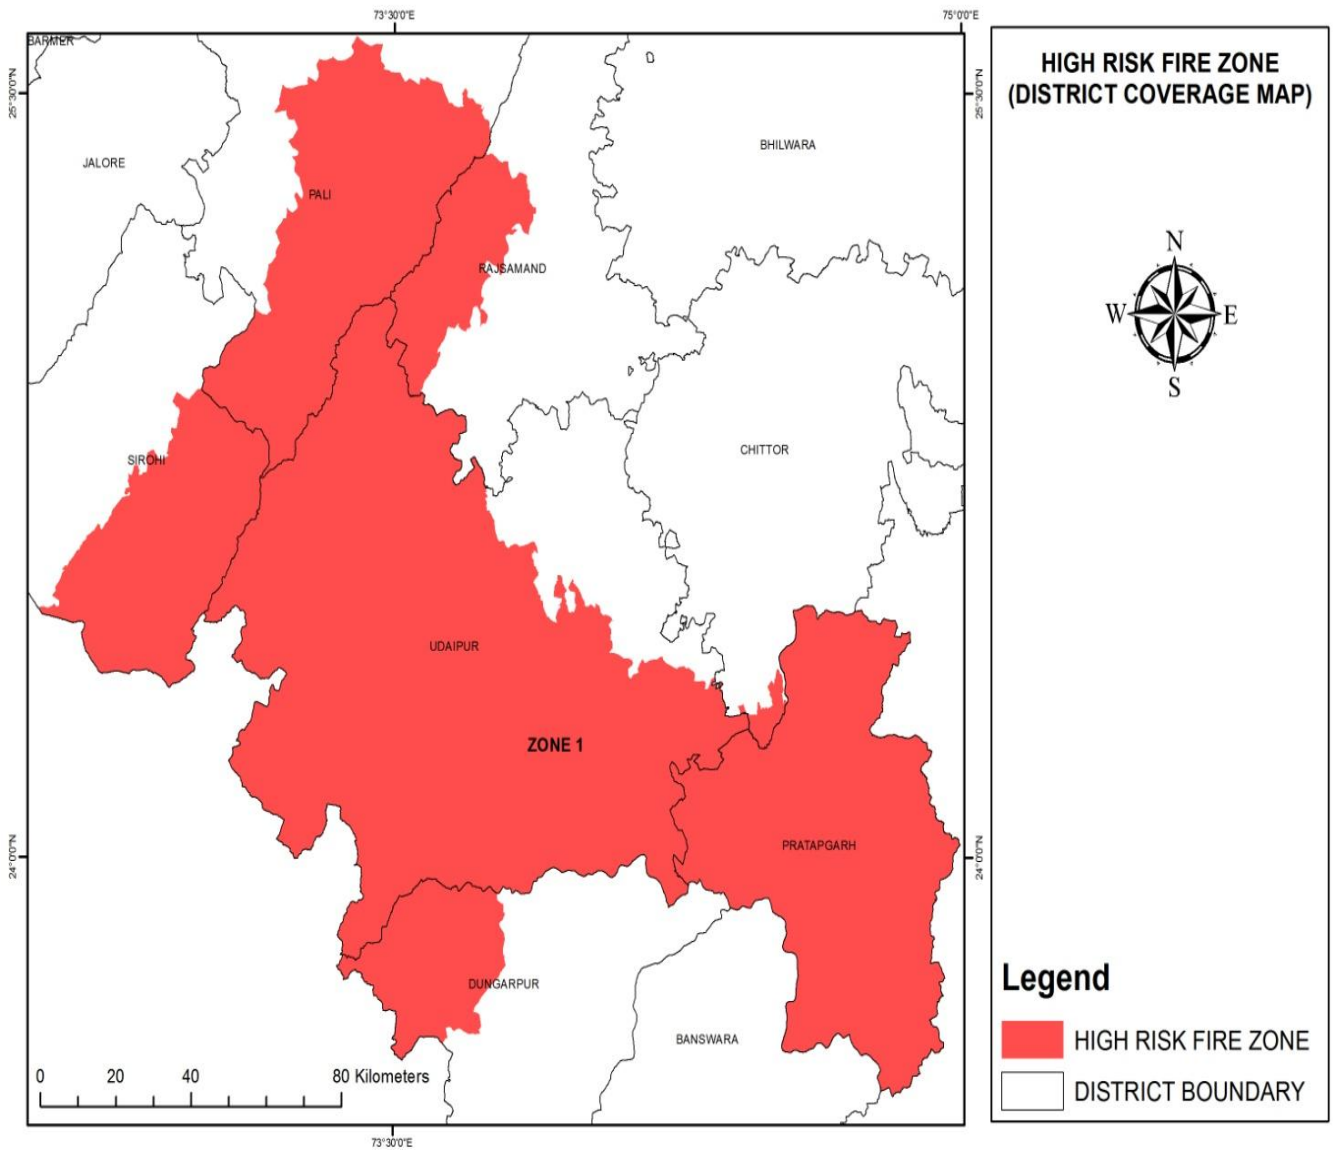 73°30'0"E
75°0'0"E
BARMER
25°30'0"N
25°30'0"N
HIGH RISK FIRE ZONE
(DISTRICT COVERAGE MAP)
JALORE
BHILWARA
PALI
N
W
E
S
RAJSAMAND
CHITTOR
SIROHI
UDAIPUR
ZONE 1
24°0'0"N
24°0'0"N
PRATAPGARH
DUNGARPUR
BANSWARA
Legend
HIGH RISK FIRE ZONE
DISTRICT BOUNDARY
0 20 40 80 Kilometers
73°30'0"E